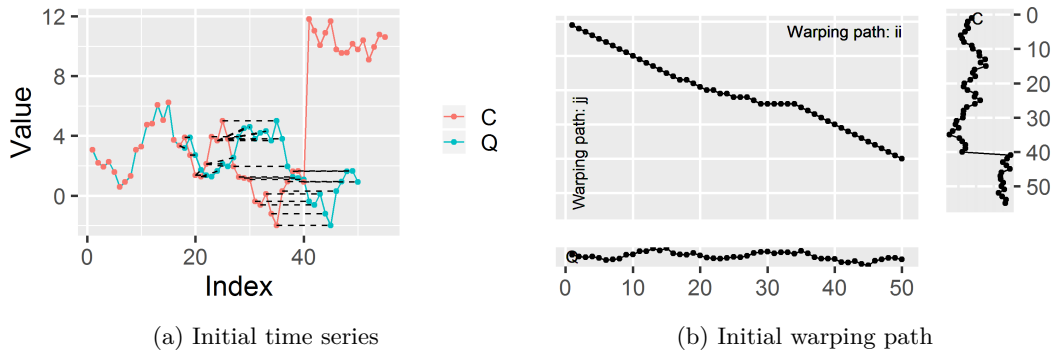 12
8
4
0
Value
0
20
40
Index
C
Q
(a) Initial time series
Warping path: ii
Warping path: jj
C
0
10
20
30
40
50
Q
0
10
20
30
40
50
(b) Initial warping path